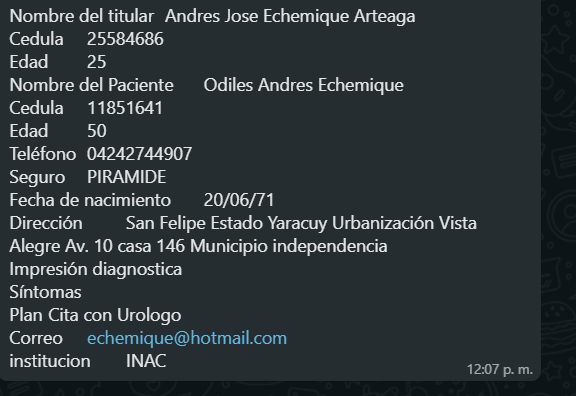 Nombre del titular Andres Jose Echemique Arteaga
Cedula 25584686
Edad 25
Nombre del Paciente Odiles Andres Echemique
Cedula 11851641
Edad 50
Teléfono 04242744907
Seguro PIRAMIDE
Fecha de nacimiento 20/06/71
Dirección San Felipe Estado Yaracuy Urbanización Vista
Alegre Av. 10 casa 146 Municipio independencia
Impresión diagnostica
Síntomas
Plan Cita con Urologo
Correo echemique@hotmail.com
institucion INAC
12:07 p. m.